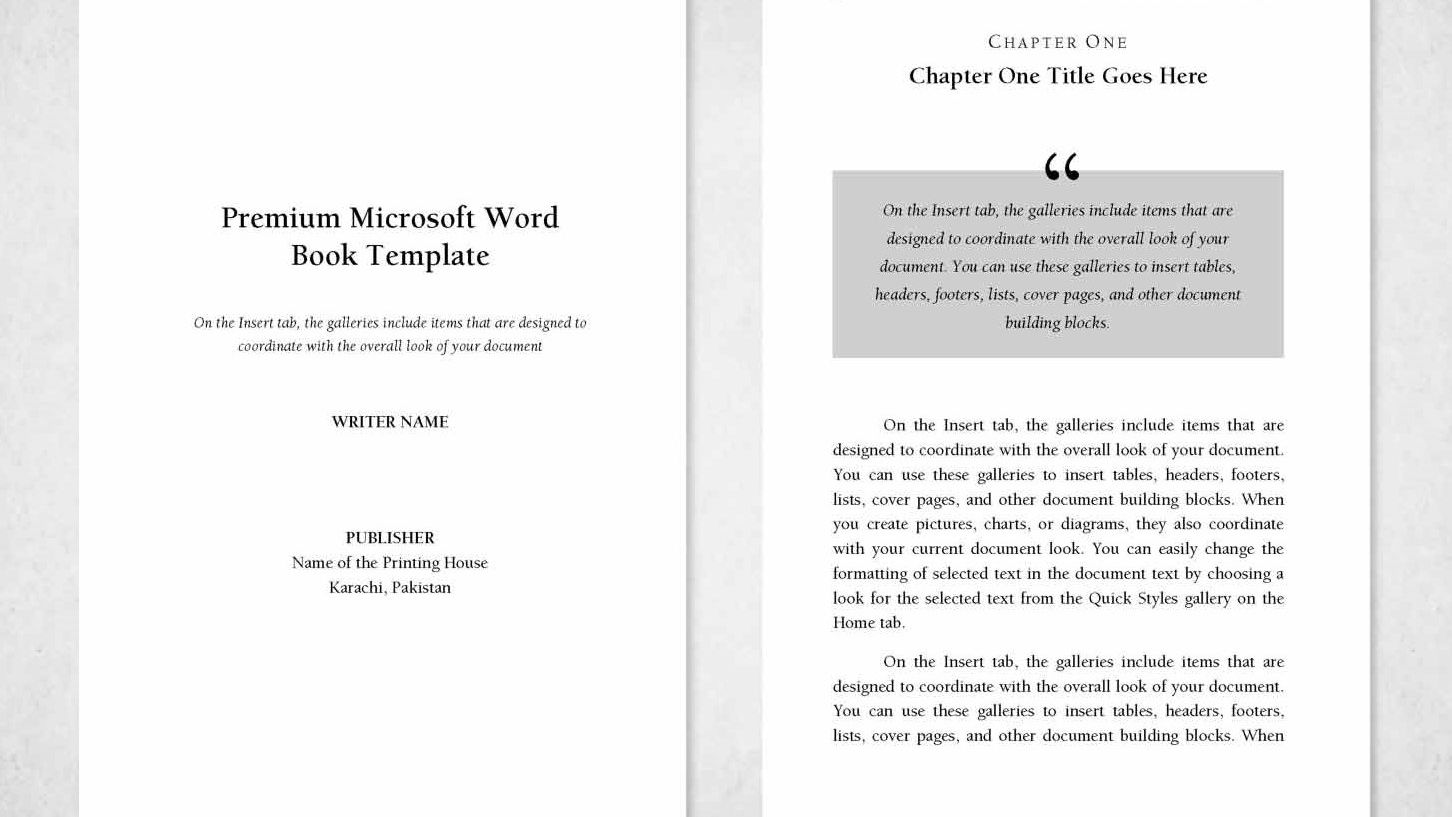 Premium Microsoft Word
Book Template
On the Insert tab, the galleries include items that are designed to
coordinate with the overall look of your document
WRITER NAME
PUBLISHER
Name of the Printing House
Karachi, Pakistan
CHAPTER ONE
Chapter One Title Goes Here
“
On the Insert tab, the galleries include items that are
designed to coordinate with the overall look of your
document. You can use these galleries to insert tables,
headers, footers, lists, cover pages, and other document
building blocks.
On the Insert tab, the galleries include items that are
designed to coordinate with the overall look of your document.
You can use these galleries to insert tables, headers, footers,
lists, cover pages, and other document building blocks. When
you create pictures, charts, or diagrams, they also coordinate
with your current document look. You can easily change the
formatting of selected text in the document text by choosing a
look for the selected text from the Quick Styles gallery on the
Home tab.
On the Insert tab, the galleries include items that are
designed to coordinate with the overall look of your document.
You can use these galleries to insert tables, headers, footers,
lists, cover pages, and other document building blocks. When